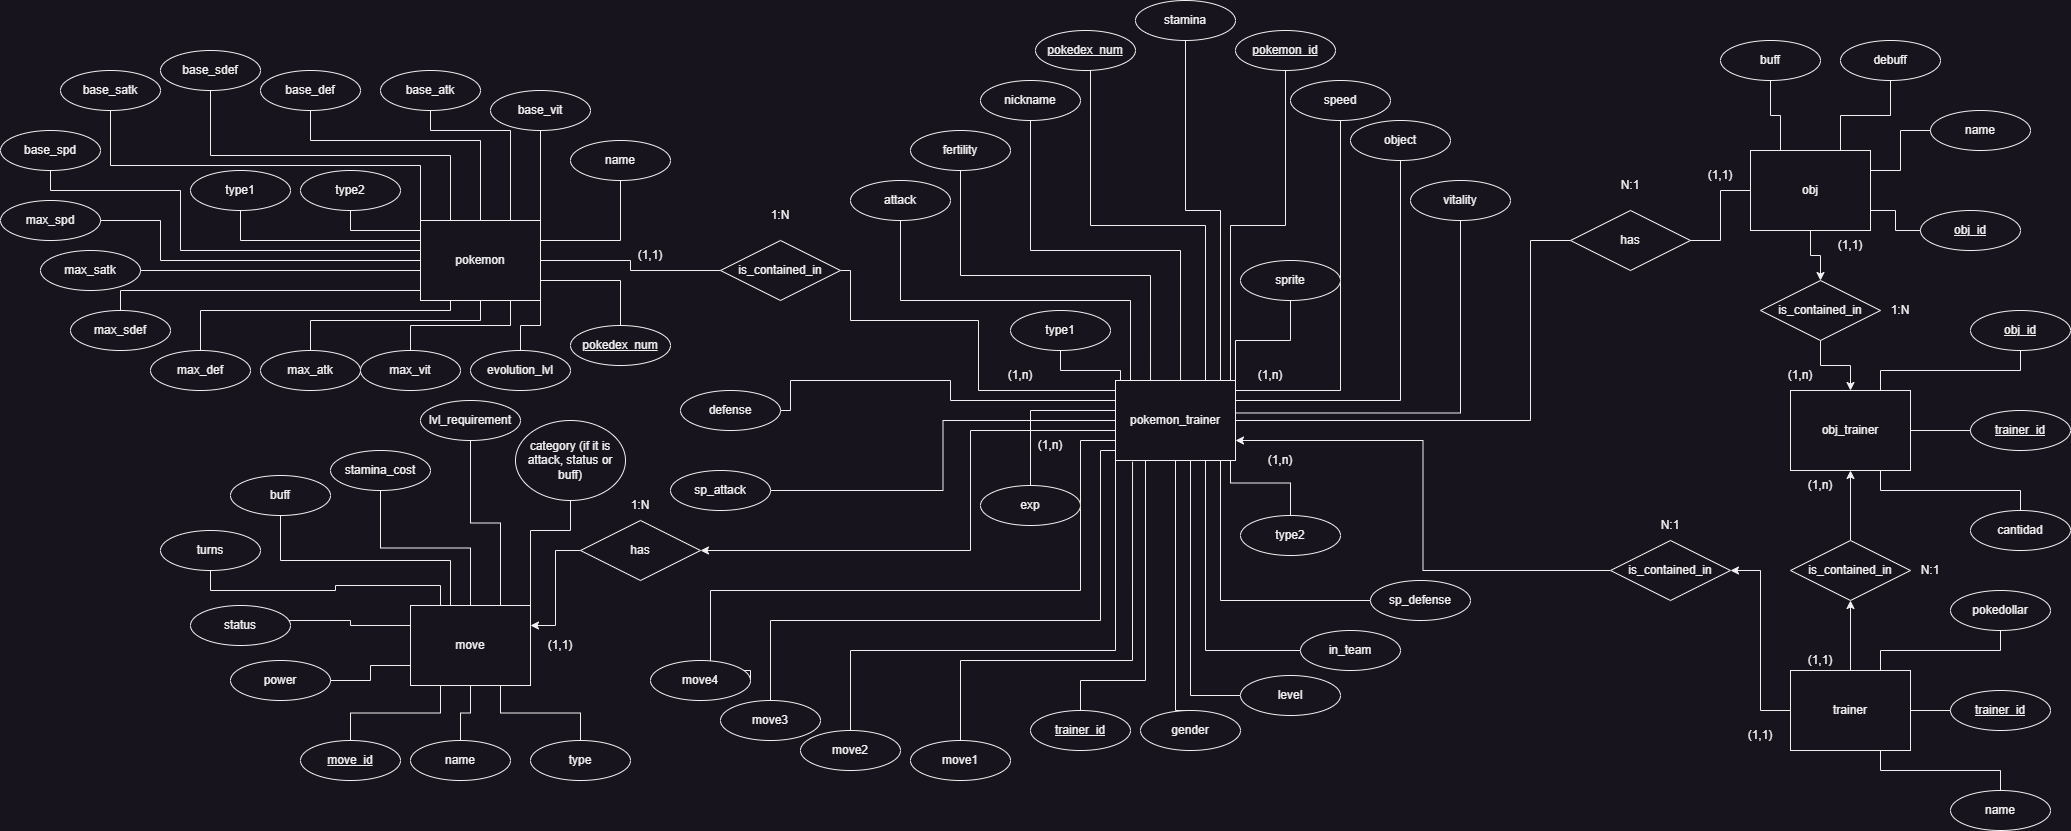 stamina
pokedex_num
pokemon_id
buff
debuff
base_sdef
base_satk
base_def
base_atk
base_vit
nickname
speed
name
object
base_spd
fertility
name
type1
type2
N:1
(1,1)
attack
vitality
obj
max_spd
1:N
has
obj_id
(1,1)
pokemon
(1,1)
max_satk
is_contained_in
sprite
is_contained_in
1:N
max_sdef
type1
obj_id
pokedex_num
max_def
max_atk
max_vit
evolution_lvl
(1,n)
(1,n)
(1,n)
defense
lvl_requirement
pokemon_trainer
obj_trainer
trainer_id
category (if it is
attack, status or
buff)
(1,n)
(1,n)
stamina_cost
sp_attack
(1,n)
buff
1:N
exp
N:1
cantidad
type2
turns
has
is_contained_in
is_contained_in
N:1
sp_defense
pokedollar
status
move
(1,1)
in_team
(1,1)
power
move4
level
trainer
trainer_id
move3
trainer_id
gender
(1,1)
move2
move_id
name
type
move1
name